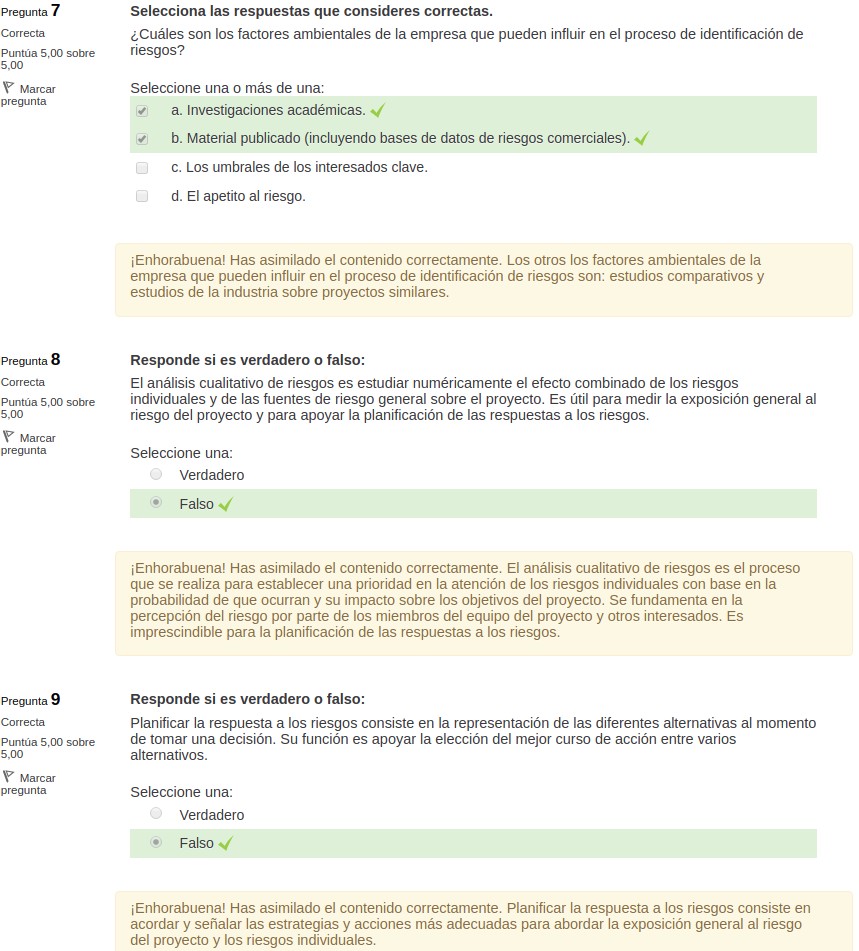 Pregunta 7
Correcta
Puntúa 5,00 sobre
5,00
Marcar
pregunta
Selecciona las respuestas que consideres correctas.
¿Cuáles son los factores ambientales de la empresa que pueden influir en el proceso de identificación de
riesgos?
Seleccione una o más de una:
a. Investigaciones académicas.
b. Material publicado (incluyendo bases de datos de riesgos comerciales).
c. Los umbrales de los interesados clave.
d. El apetito al riesgo.
¡Enhorabuena! Has asimilado el contenido correctamente. Los otros los factores ambientales de la
empresa que pueden influir en el proceso de identificación de riesgos son: estudios comparativos y
estudios de la industria sobre proyectos similares.
Pregunta 8
Correcta
Puntúa 5,00 sobre
5,00
Marcar
pregunta
Responde si es verdadero o falso:
El análisis cualitativo de riesgos es estudiar numéricamente el efecto combinado de los riesgos
individuales y de las fuentes de riesgo general sobre el proyecto. Es útil para medir la exposición general al
riesgo del proyecto y para apoyar la planificación de las respuestas a los riesgos.
Seleccione una:
Verdadero
Falso
¡Enhorabuena! Has asimilado el contenido correctamente. El análisis cualitativo de riesgos es el proceso
que se realiza para establecer una prioridad en la atención de los riesgos individuales con base en la
probabilidad de que ocurran y su impacto sobre los objetivos del proyecto. Se fundamenta en la
percepción del riesgo por parte de los miembros del equipo del proyecto y otros interesados. Es
imprescindible para la planificación de las respuestas a los riesgos.
Pregunta 9
Correcta
Puntúa 5,00 sobre
5,00
Marcar
pregunta
Responde si es verdadero o falso:
Planificar la respuesta a los riesgos consiste en la representación de las diferentes alternativas al momento
de tomar una decisión. Su función es apoyar la elección del mejor curso de acción entre varios
alternativos.
Seleccione una:
Verdadero
Falso
¡Enhorabuena! Has asimilado el contenido correctamente. Planificar la respuesta a los riesgos consiste en
acordar y señalar las estrategias y acciones más adecuadas para abordar la exposición general al riesgo
del proyecto y los riesgos individuales.